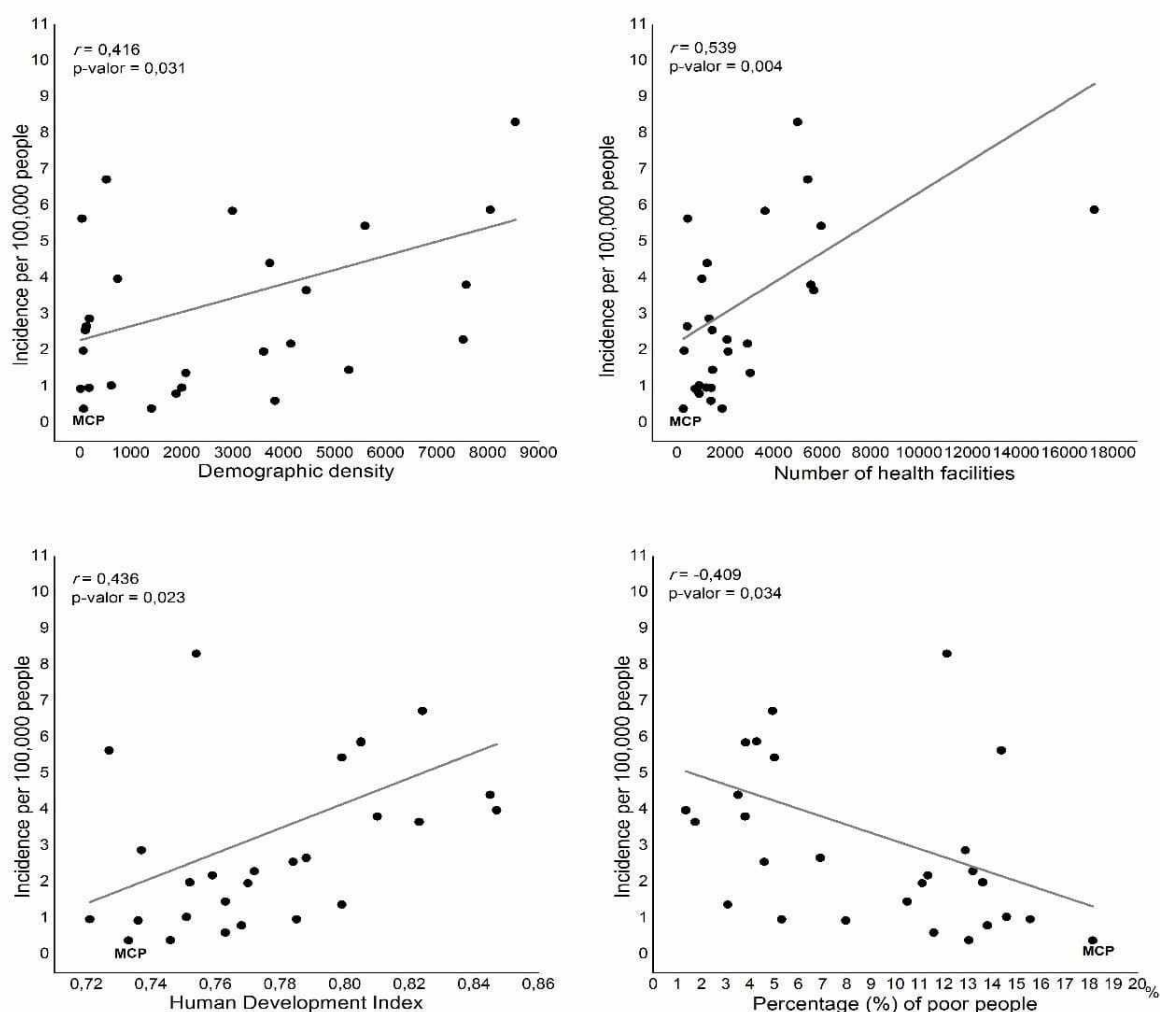 11
10
9
8
7
6
5
4
3
2
1
0
Incidence per 100,000 people
r = 0,416
p-valor = 0,031
MCP
0 1000 2000 3000 4000 5000 6000 7000 8000 9000
Demographic density
11
10
9
8
7
6
5
4
3
2
1
0
Incidence per 100,000 people
r = 0,539
p-valor = 0,004
MCP
0 2000 4000 6000 8000 10000 12000 14000 16000 18000
Number of health facilities
11
10
9
8
7
6
5
4
3
2
1
0
Incidence per 100,000 people
r = 0,436
p-valor = 0,023
MCP
0,72 0,74 0,76 0,78 0,80 0,82 0,84 0,86
Human Development Index
11
10
9
8
7
6
5
4
3
2
1
0
Incidence per 100,000 people
r = -0,409
p-valor = 0,034
MCP
0 1 2 3 4 5 6 7 8 9 10 11 12 13 14 15 16 17 18 19 20 %
Percentage (%) of poor people